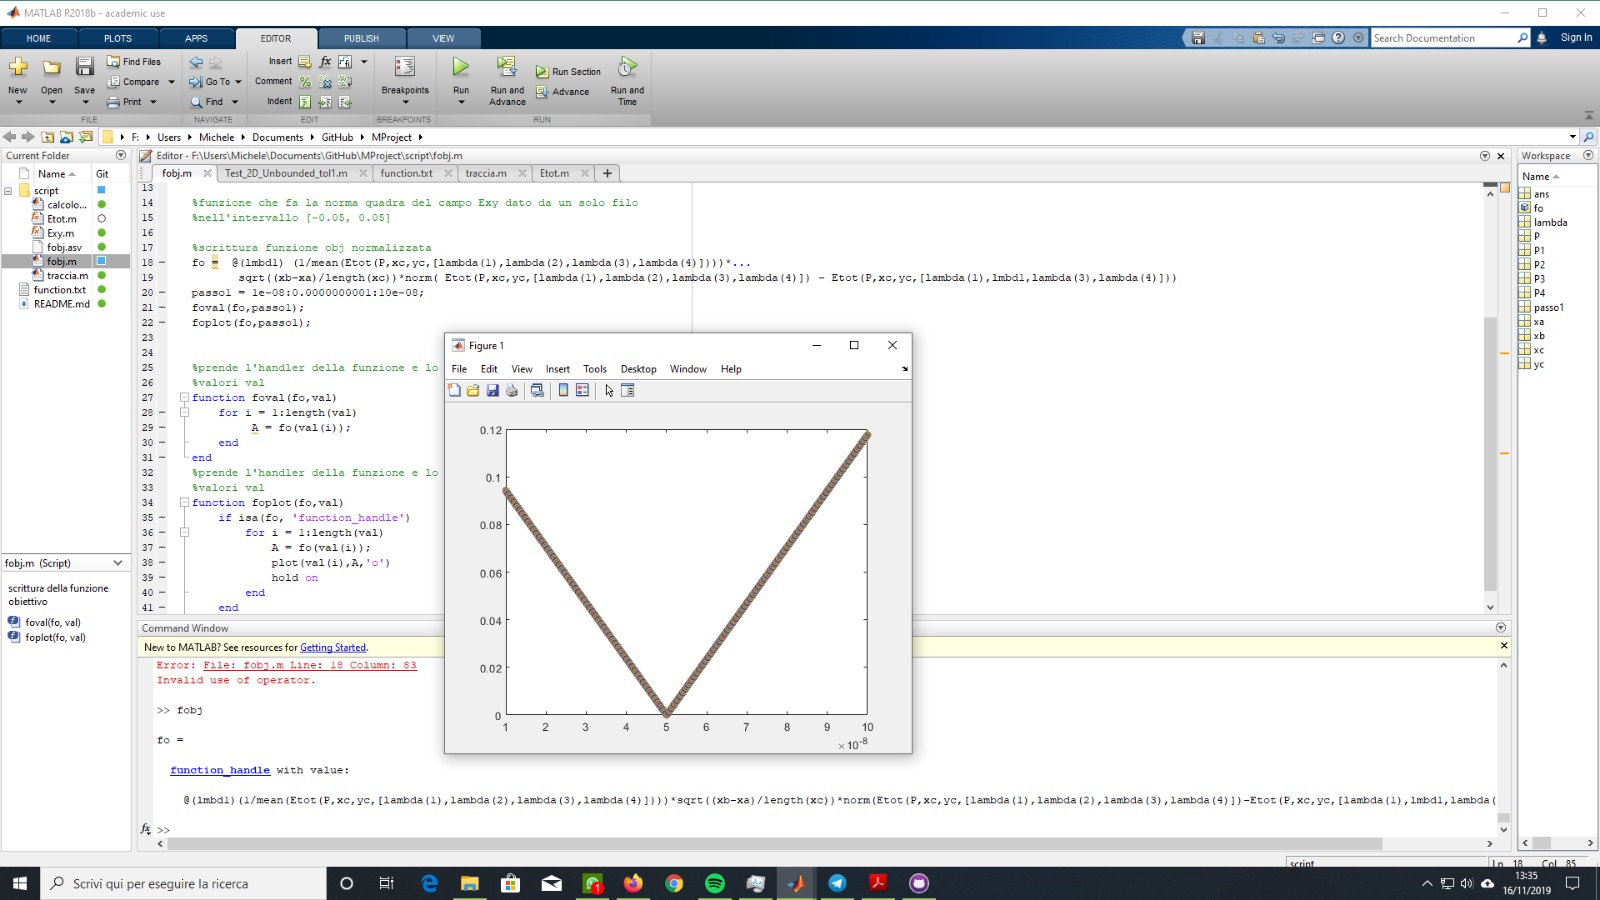 MATLAB R2018b - academic use
HOME PLOTS APPS EDITOR PUBLISH VIEW
Search Documentation
Sign In
New
Open
Save
Find Files
Compare
Print
Go To
Find
Insert
Comment
Indent
Breakpoints
Run
Run and Advance
Run Section
Advance
Run and Time
FILE NAVIGATE EDIT BREAKPOINTS RUN
F: Users Michele Documents GitHub MProject
Current Folder
Name Git
script
calcolo...
Etot.m
Exy.m
fobj.asv
fobj.m
traccia.m
function.txt
README.md
fobj.m (Script)
scrittura della funzione
obiettivo
foval(fo, val)
foplot(fo, val)
Editor - F:\Users\Michele\Documents\GitHub\MProject\script\fobj.m
fobj.m Test_2D_Unbounded_tol1.m function.txt traccia.m Etot.m +
13
14 %funzione che fa la norma quadra del campo Exy dato da un solo filo
15 %nell'intervallo [-0.05, 0.05]
16
17 %scrittura funzione obj normalizzata
18 fo = @(lmbd1) (1/mean(Etot(P,xc,yc,[lambda(1),lambda(2),lambda(3),lambda(4)])))*...
19 sqrt((xb-xa)/length(xc))*norm( Etot(P,xc,yc,[lambda(1),lambda(2),lambda(3),lambda(4)]) - Etot(P,xc,yc,[lambda(1),lmbd1,lambda(3),lambda(4)]))
20 passo1 = 1e-08:0.0000000001:10e-08;
21 foval(fo,passo1);
22 foplot(fo,passo1);
23
24
25 %prende l'handler della funzione e lo
26 %valori val
27 function foval(fo,val)
28 for i = 1:length(val)
29 A = fo(val(i));
30 end
31 end
32 %prende l'handler della funzione e lo
33 %valori val
34 function foplot(fo,val)
35 if isa(fo, 'function_handle')
36 for i = 1:length(val)
37 A = fo(val(i));
38 plot(val(i),A,'o')
39 hold on
40 end
41 end
Figure 1
File Edit View Insert Tools Desktop Window Help
0.12
0.1
0.08
0.06
0.04
0.02
0
1 2 3 4 5 6 7 8 9 10
×10-8
Command Window
New to MATLAB? See resources for Getting Started.
Error: File: fobj.m Line: 18 Column: 83
Invalid use of operator.
>> fobj
fo =
function_handle with value:
@(lmbd1)(1/mean(Etot(P,xc,yc,[lambda(1),lambda(2),lambda(3),lambda(4)])))*sqrt((xb-xa)/length(xc))*norm(Etot(P,xc,yc,[lambda(1),lambda(2),lambda(3),lambda(4)])-Etot(P,xc,yc,[lambda(1),lmbd1,lambda(
fx >>
Workspace
Name
ans
fo
lambda
P
P1
P2
P3
P4
passo1
xa
xb
xc
yc
script
Ln 18 Col 85
Scrivi qui per eseguire la ricerca
13:35
16/11/2019